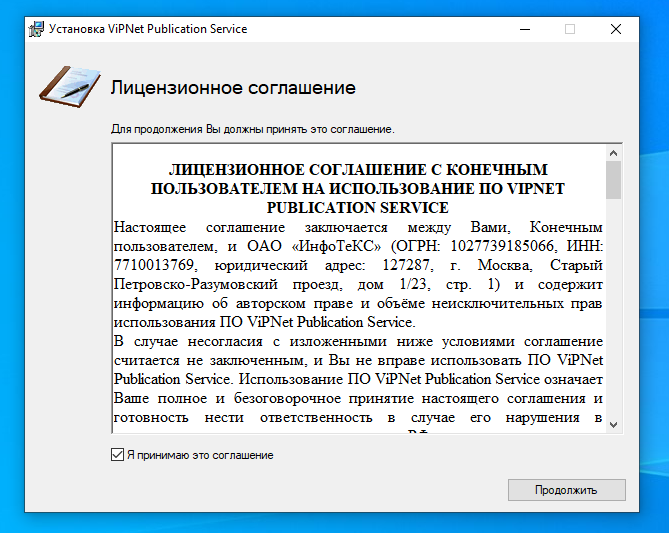 Установка ViPNet Publication Service
Лицензионное соглашение
Для продолжения Вы должны принять это соглашение.
ЛИЦЕНЗИОННОЕ СОГЛАШЕНИЕ С КОНЕЧНЫМ
ПОЛЬЗОВАТЕЛЕМ НА ИСПОЛЬЗОВАНИЕ ПО VIPNET
PUBLICATION SERVICE
Настоящее соглашение заключается между Вами, Конечным
пользователем, и ОАО «ИнфоТеКС» (ОГРН: 1027739185066, ИНН:
7710013769, юридический адрес: 127287, г. Москва, Старый
Петровско-Разумовский проезд, дом 1/23, стр. 1) и содержит
информацию об авторском праве и объёме неисключительных прав
использования ПО ViPNet Publication Service.
В случае несогласия с изложенными ниже условиями соглашение
считается не заключенным, и Вы не вправе использовать ПО ViPNet
Publication Service. Использование ПО ViPNet Publication Service означает
Ваше полное и безоговорочное принятие настоящего соглашения и
готовность нести ответственность в случае его нарушения в
Я принимаю это соглашение
Продолжить